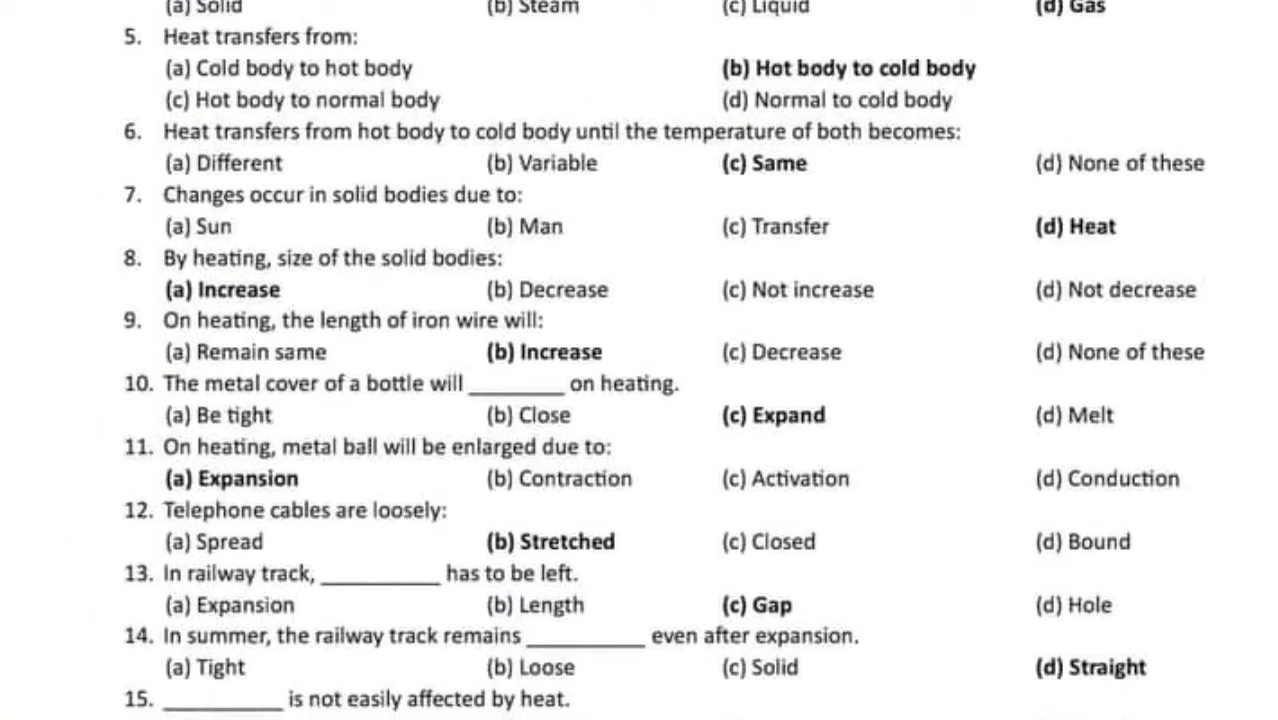 (a) Solid (b) Steam (c) Liquid (d) Gas
5. Heat transfers from:
(a) Cold body to hot body (b) Hot body to cold body
(c) Hot body to normal body (d) Normal to cold body
6. Heat transfers from hot body to cold body until the temperature of both becomes:
(a) Different (b) Variable (c) Same (d) None of these
7. Changes occur in solid bodies due to:
(a) Sun (b) Man (c) Transfer (d) Heat
8. By heating, size of the solid bodies:
(a) Increase (b) Decrease (c) Not increase (d) Not decrease
9. On heating, the length of iron wire will:
(a) Remain same (b) Increase (c) Decrease (d) None of these
10. The metal cover of a bottle will ________ on heating.
(a) Be tight (b) Close (c) Expand (d) Melt
11. On heating, metal ball will be enlarged due to:
(a) Expansion (b) Contraction (c) Activation (d) Conduction
12. Telephone cables are loosely:
(a) Spread (b) Stretched (c) Closed (d) Bound
13. In railway track, __________ has to be left.
(a) Expansion (b) Length (c) Gap (d) Hole
14. In summer, the railway track remains __________ even after expansion.
(a) Tight (b) Loose (c) Solid (d) Straight
15. __________ is not easily affected by heat.